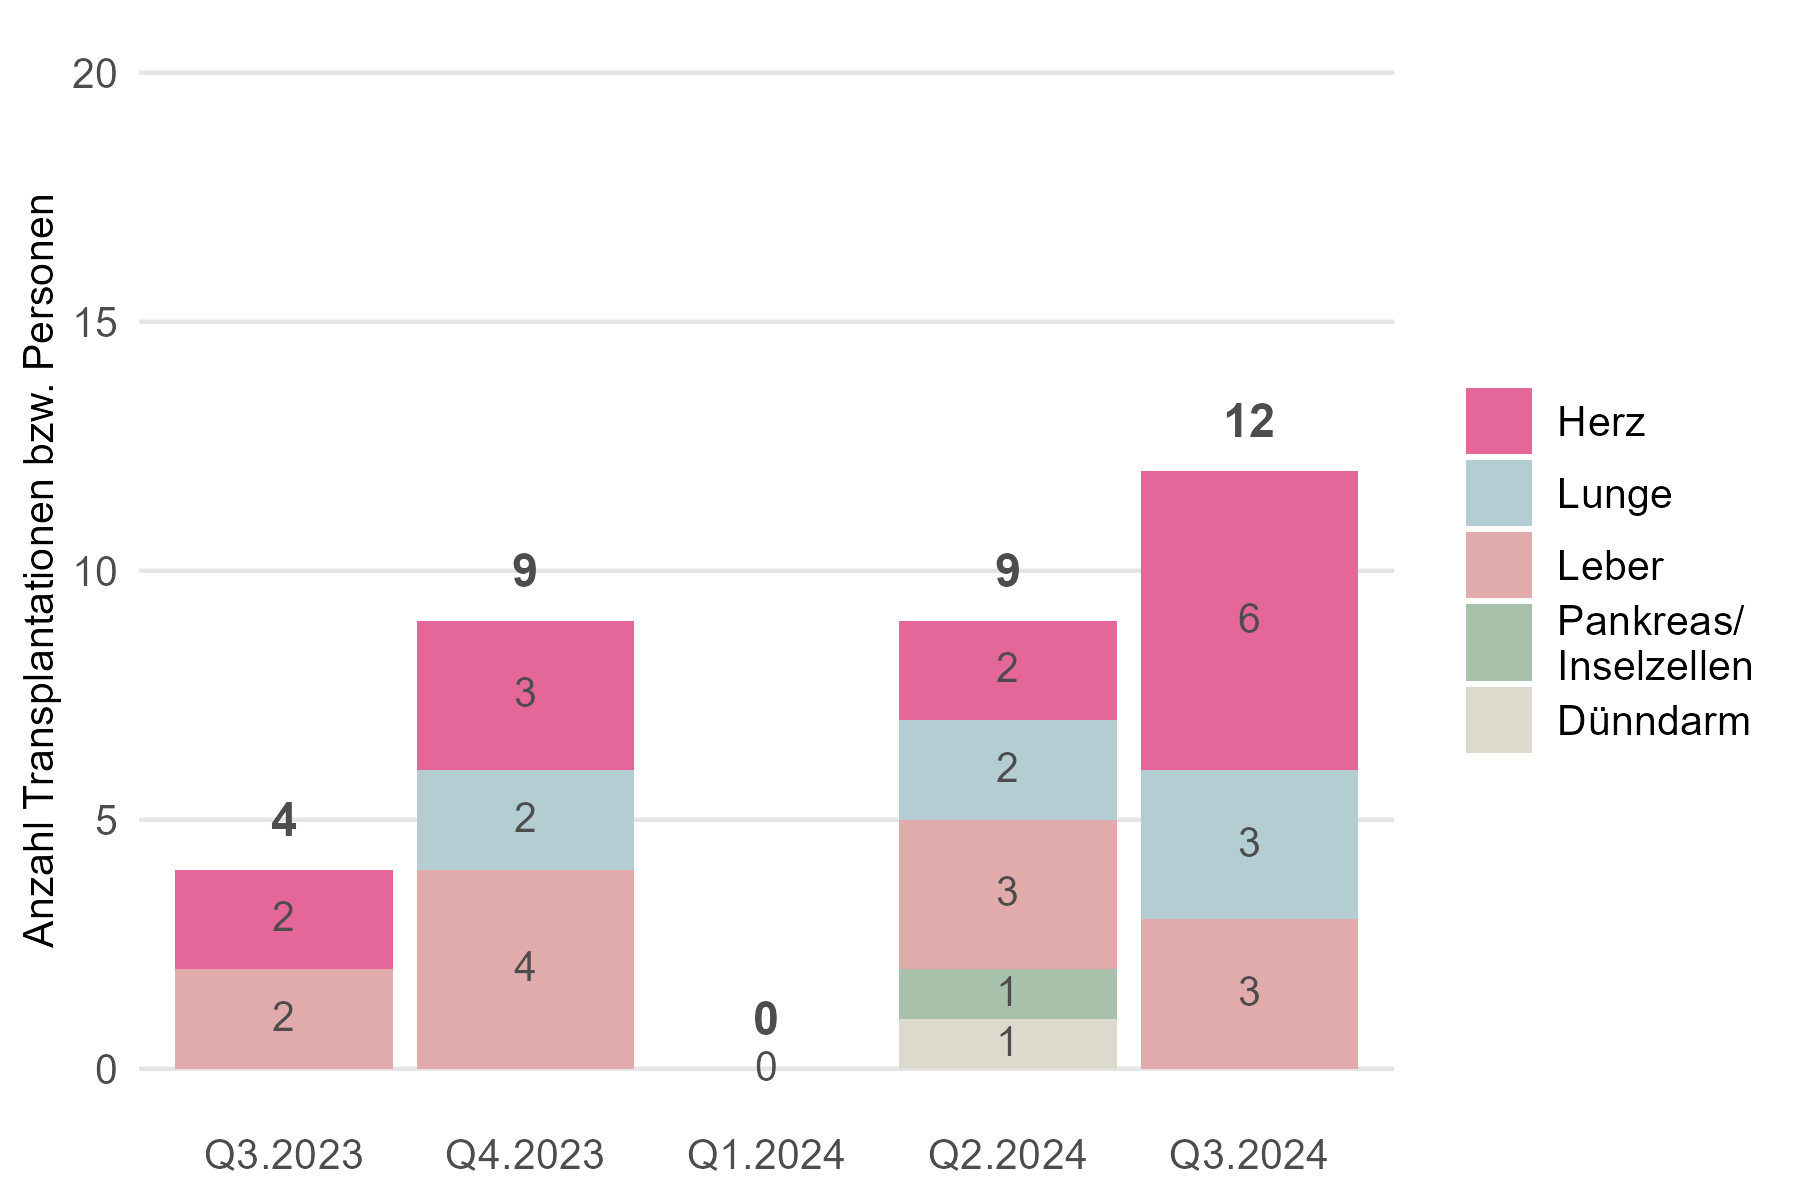 Anzahl Transplantationen bzw. Personen
20
15
10
5
0
4
2
2
9
3
2
4
0
0
9
2
2
3
1
1
12
6
3
3
Q3.2023
Q4.2023
Q1.2024
Q2.2024
Q3.2024
Herz
Lunge
Leber
Pankreas/
Inselzellen
Dünndarm